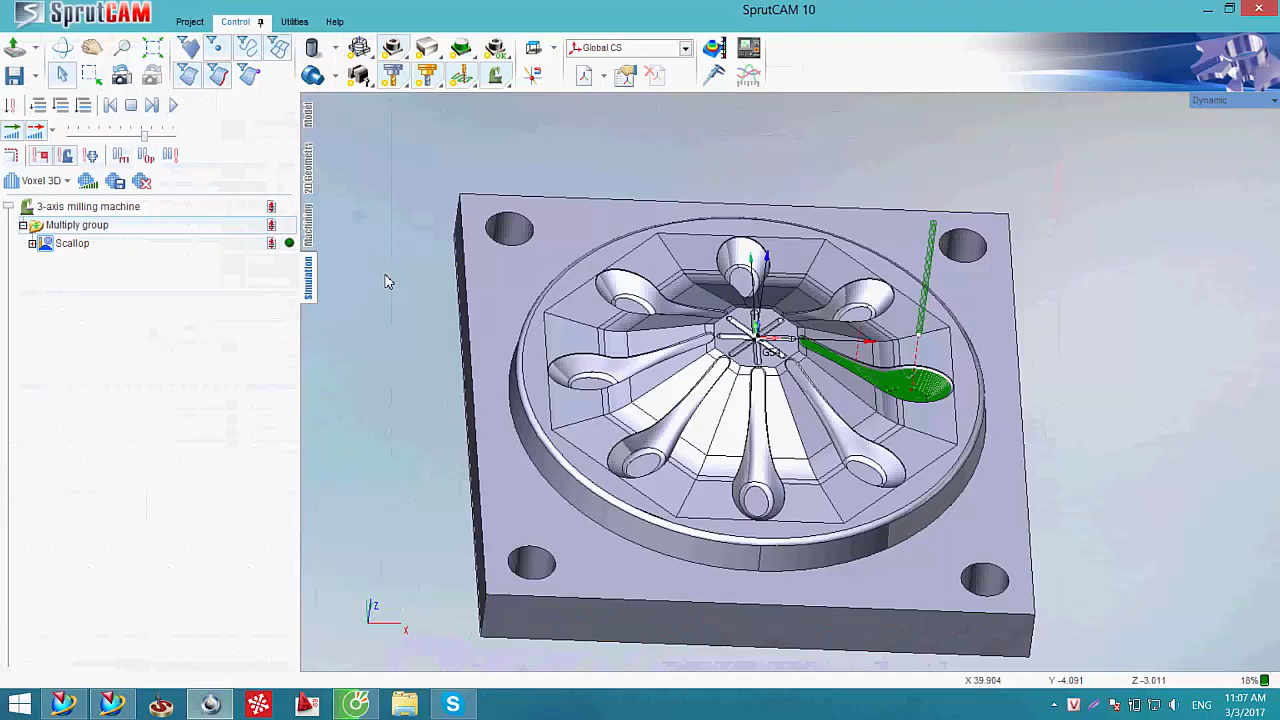 SprutCAM
Project
Control
Utilities
Help
SprutCAM 10
Global CS
Dynamic
Model
2D Geometry
Machining
Simulation
Voxel 3D
3-axis milling machine
Multiply group
Scallop
Z
X
X 39.904
Y -4.091
Z -3.011
18%
ENG
11:07 AM
3/3/2017